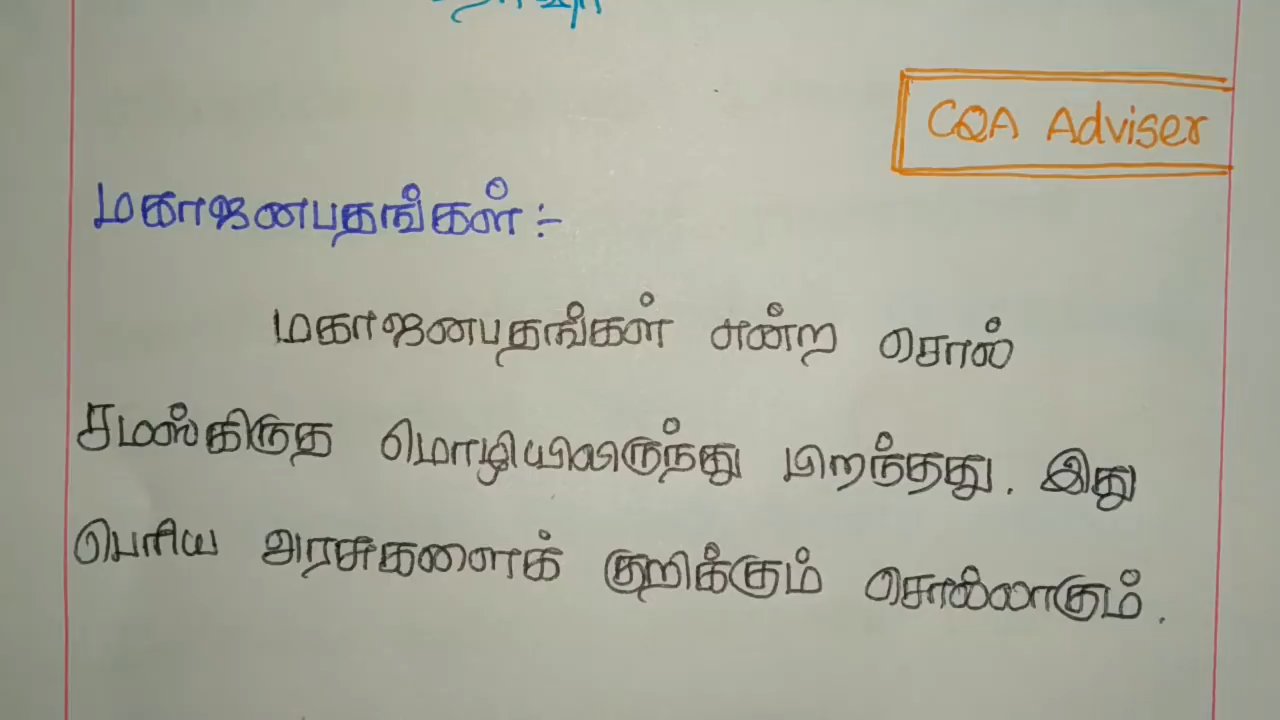 CQA Adviser
மகாஜனபதங்கள் :-
மகாஜனபதங்கள் என்ற சொல்
சமஸ்கிருத மொழியிலிருந்து பிறந்தது. இது
பெரிய அரசுகளைக் குறிக்கும் சொல்லாகும்.